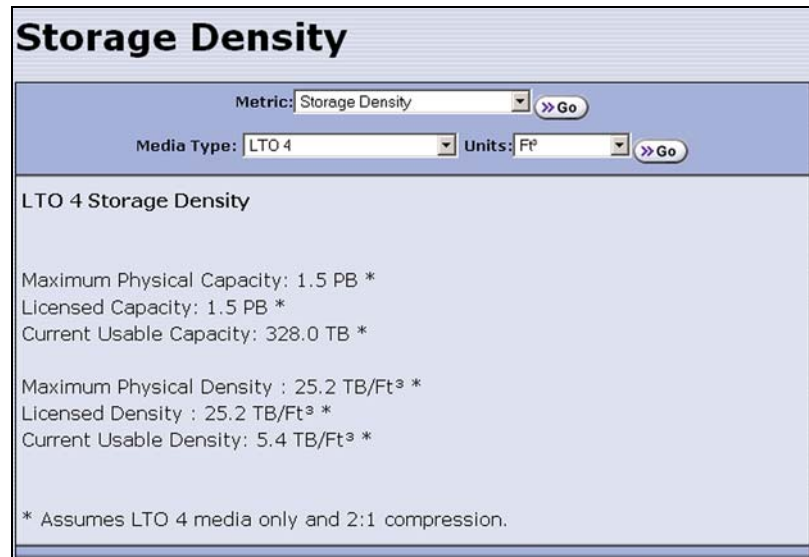 Storage Density
Metric: Storage Density » Go
Media Type: LTO 4 Units: Ft³ » Go
LTO 4 Storage Density
Maximum Physical Capacity: 1.5 PB *
Licensed Capacity: 1.5 PB *
Current Usable Capacity: 328.0 TB *
Maximum Physical Density : 25.2 TB/Ft³ *
Licensed Density : 25.2 TB/Ft³ *
Current Usable Density: 5.4 TB/Ft³ *
* Assumes LTO 4 media only and 2:1 compression.